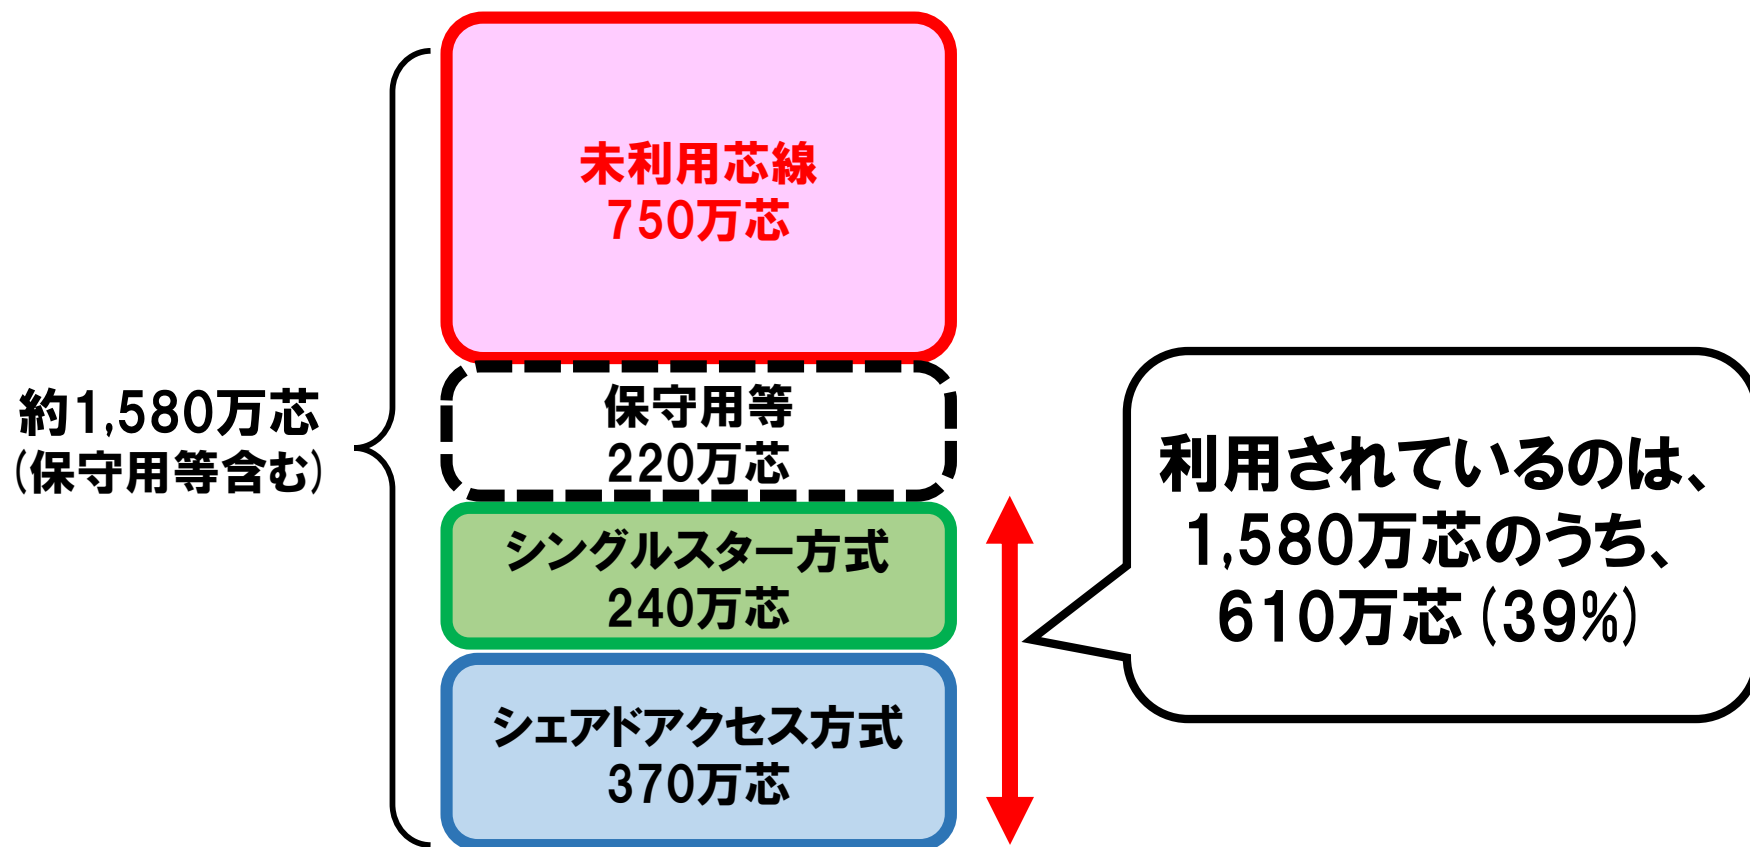 未利用芯線
750万芯
保守用等
220万芯
約1,580万芯
(保守用等含む)
シングルスター方式
240万芯
シェアドアクセス方式
370万芯
利用されているのは、
1,580万芯のうち、
610万芯(39%)